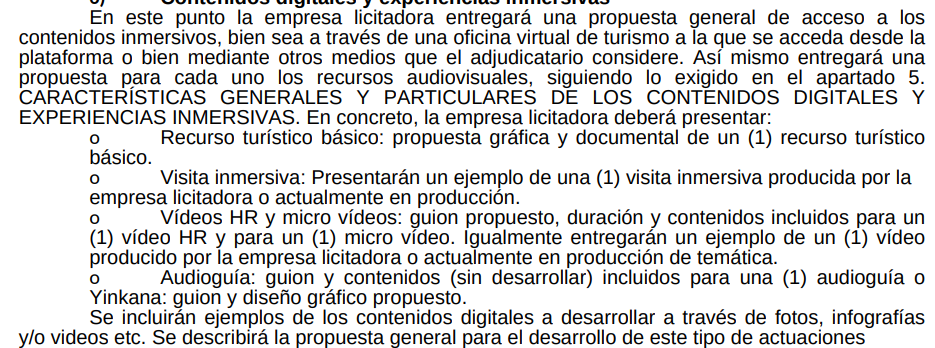 Contenidos digitales y experiencias inmersivas
En este punto la empresa licitadora entregará una propuesta general de acceso a los
contenidos inmersivos, bien sea a través de una oficina virtual de turismo a la que se acceda desde la
plataforma o bien mediante otros medios que el adjudicatario considere. Así mismo entregará una
propuesta para cada uno los recursos audiovisuales, siguiendo lo exigido en el apartado 5.
CARACTERÍSTICAS GENERALES Y PARTICULARES DE LOS CONTENIDOS DIGITALES Y
EXPERIENCIAS INMERSIVAS. En concreto, la empresa licitadora deberá presentar:
o Recurso turístico básico: propuesta gráfica y documental de un (1) recurso turístico
básico.
o Visita inmersiva: Presentarán un ejemplo de una (1) visita inmersiva producida por la
empresa licitadora o actualmente en producción.
o Vídeos HR y micro vídeos: guion propuesto, duración y contenidos incluidos para un
(1) vídeo HR y para un (1) micro vídeo. Igualmente entregarán un ejemplo de un (1) vídeo
producido por la empresa licitadora o actualmente en producción de temática.
o Audioguía: guion y contenidos (sin desarrollar) incluidos para una (1) audioguía o
Yinkana: guion y diseño gráfico propuesto.
Se incluirán ejemplos de los contenidos digitales a desarrollar a través de fotos, infografías
y/o videos etc. Se describirá la propuesta general para el desarrollo de este tipo de actuaciones